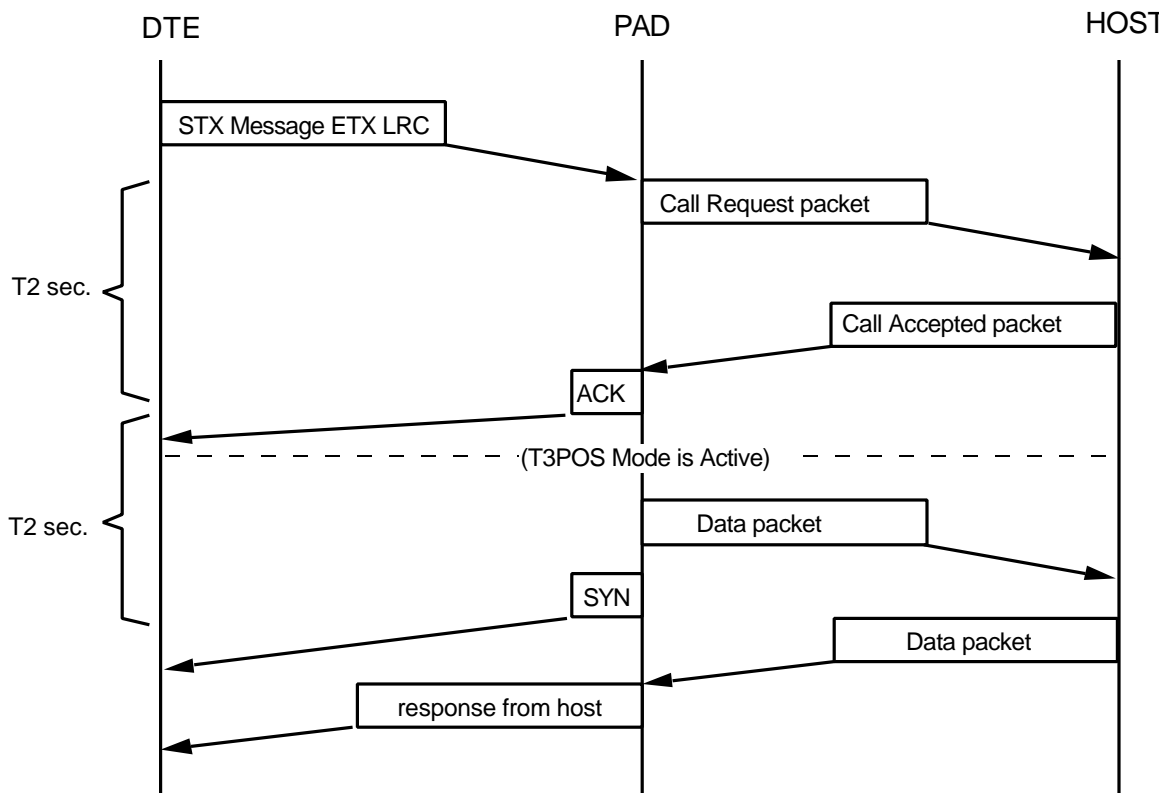 DTE
PAD
HOST
STX Message ETX LRC
Call Request packet
T2 sec.
Call Accepted packet
ACK
(T3POS Mode is Active)
T2 sec.
Data packet
SYN
Data packet
response from host